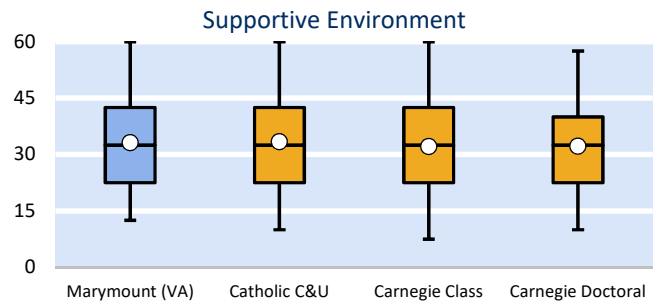 Supportive Environment
60
45
30
15
0
Marymount (VA) Catholic C&U Carnegie Class Carnegie Doctoral